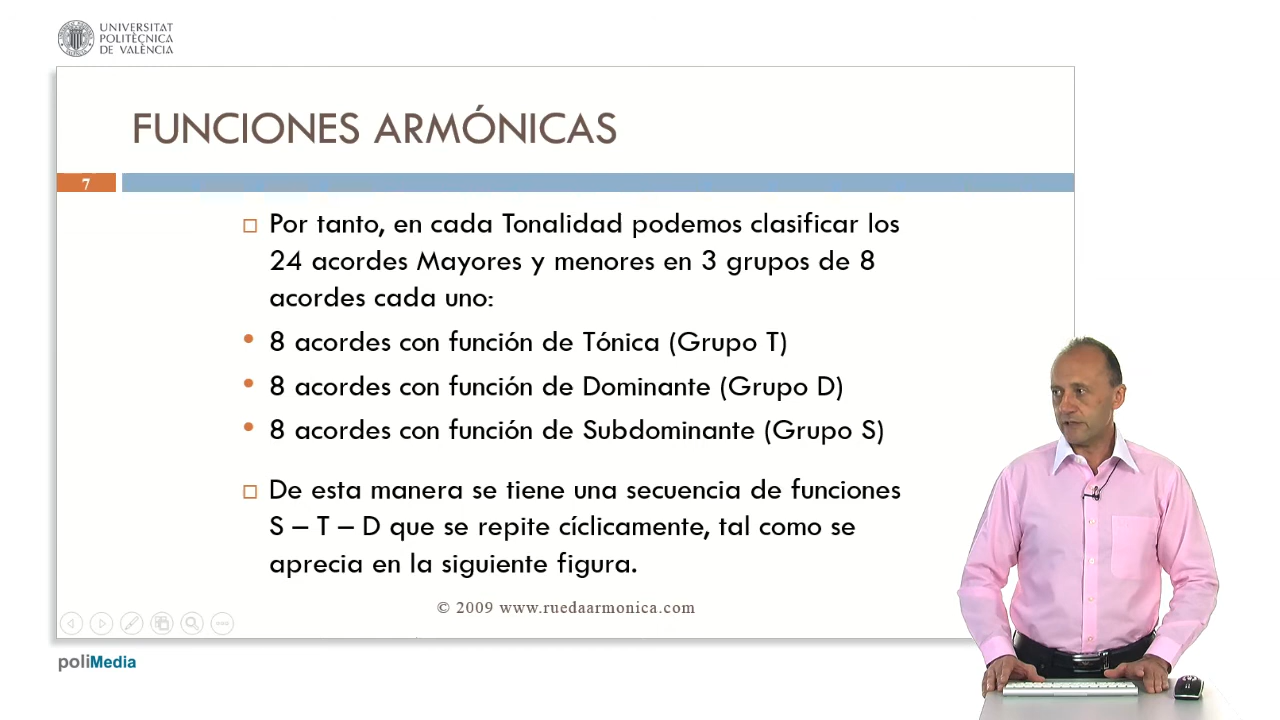 UNIVERSITAT
POLITÈCNICA
DE VALÈNCIA
FUNCIONES ARMÓNICAS
7
Por tanto, en cada Tonalidad podemos clasificar los
24 acordes Mayores y menores en 3 grupos de 8
acordes cada uno:
8 acordes con función de Tónica (Grupo T)
8 acordes con función de Dominante (Grupo D)
8 acordes con función de Subdominante (Grupo S)
De esta manera se tiene una secuencia de funciones
S – T – D que se repite cíclicamente, tal como se
aprecia en la siguiente figura.
© 2009 www.ruedaarmonica.com
poliMedia